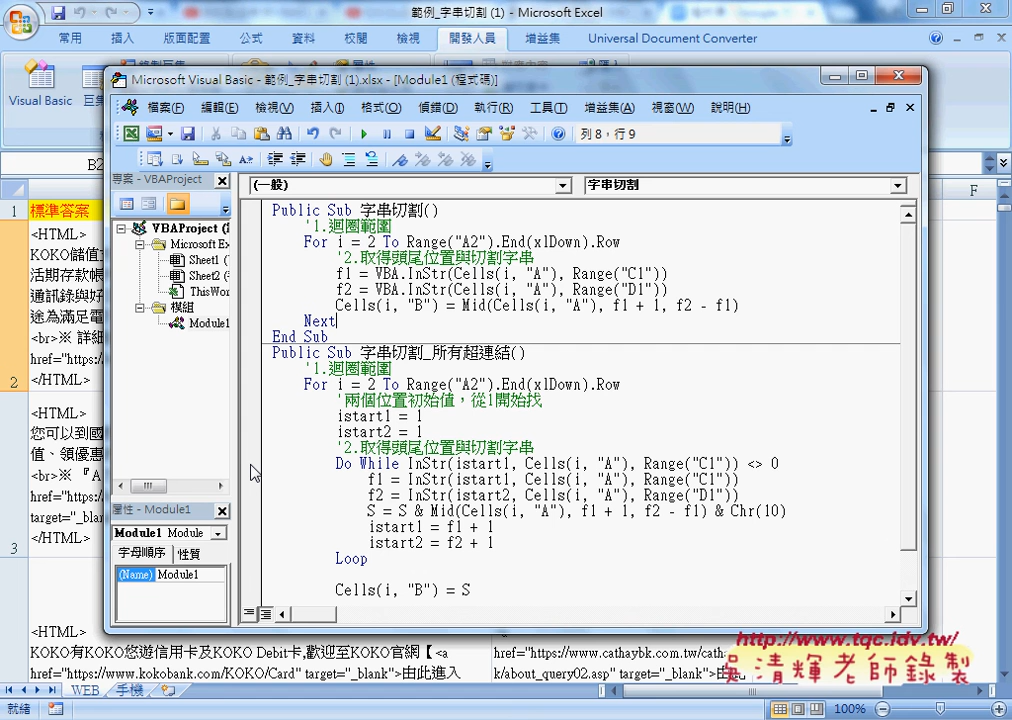 範例_字串切割 (1) - Microsoft Excel
常用 插入 版面配置 公式 資料 校閱 檢視 開發人員 增益集 Universal Document Converter
Visual Basic 巨集
Microsoft Visual Basic - 範例_字串切割 (1).xlsx - [Module1 (程式碼)]
檔案(F) 編輯(E) 檢視(V) 插入(I) 格式(O) 偵錯(D) 執行(R) 工具(T) 增益集(A) 視窗(W) 說明(H)
列 8，行 9
B2
專案 - VBAProject
VBAProject
Microsoft Ex
Sheet1
Sheet2
ThisWor
模組
Module1
屬性 - Module1
Module1 Module
字母順序 性質
(Name) Module1
(一般) 字串切割
Public Sub 字串切割()
'1.迴圈範圍
For i = 2 To Range("A2").End(xlDown).Row
'2.取得頭尾位置與切割字串
f1 = VBA.InStr(Cells(i, "A"), Range("C1"))
f2 = VBA.InStr(Cells(i, "A"), Range("D1"))
Cells(i, "B") = Mid(Cells(i, "A"), f1 + 1, f2 - f1)
Next
End Sub
Public Sub 字串切割_所有超連結()
'1.迴圈範圍
For i = 2 To Range("A2").End(xlDown).Row
'兩個位置初始值，從1開始找
istart1 = 1
istart2 = 1
'2.取得頭尾位置與切割字串
Do While InStr(istart1, Cells(i, "A"), Range("C1")) <> 0
f1 = InStr(istart1, Cells(i, "A"), Range("C1"))
f2 = InStr(istart2, Cells(i, "A"), Range("D1"))
S = S & Mid(Cells(i, "A"), f1 + 1, f2 - f1) & Chr(10)
istart1 = f1 + 1
istart2 = f2 + 1
Loop
Cells(i, "B") = S
F
1 標準答案
<HTML>
KOKO儲值
活期存款帳
通訊錄與好
途為滿足電
<br>※ 詳細
href="https:
2 </HTML>
<HTML>
您可以到國
值、領優惠
<br>※ 『A
href="https:
target="_blank
3 </HTML>
<HTML>
KOKO有KOKO您遊信用卡及KOKO Debit卡,歡迎至KOKO官網【<a
href="https://www.kokobank.com/KOKO/Card" target="_blank">由此進入
href="https://www.cathaybk.com.tw/cath
k/about_query02.asp" target="_blank">由此
http://www.tqc.idv.tw/
吳清輝老師錄製
WEB 手機
就緒 100%